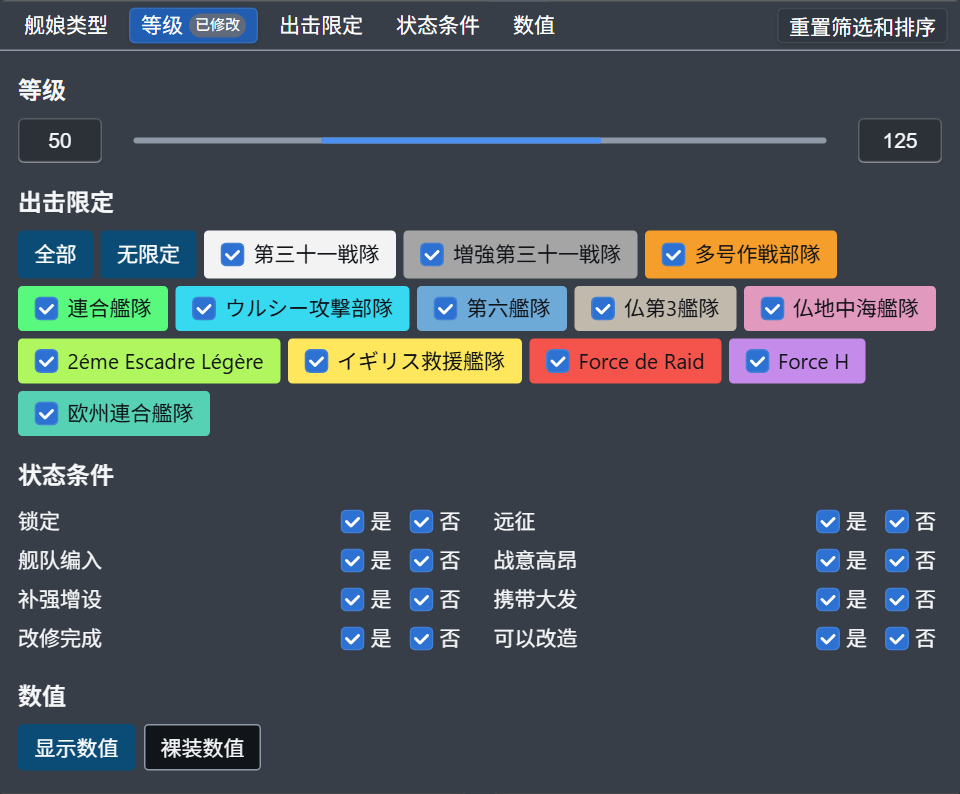 舰娘类型 等级 已修改 出击限定 状态条件 数值 重置筛选和排序
等级
50 125
出击限定
全部 无限定 第三十一戦隊 増強第三十一戦隊 多号作戦部隊
連合艦隊 ウルシー攻撃部隊 第六艦隊 仏第3艦隊 仏地中海艦隊
2éme Escadre Légère イギリス救援艦隊 Force de Raid Force H
欧州連合艦隊
状态条件
锁定 是 否 远征 是 否
舰队编入 是 否 战意高昂 是 否
补强增设 是 否 携带大发 是 否
改修完成 是 否 可以改造 是 否
数值
显示数值 裸装数值